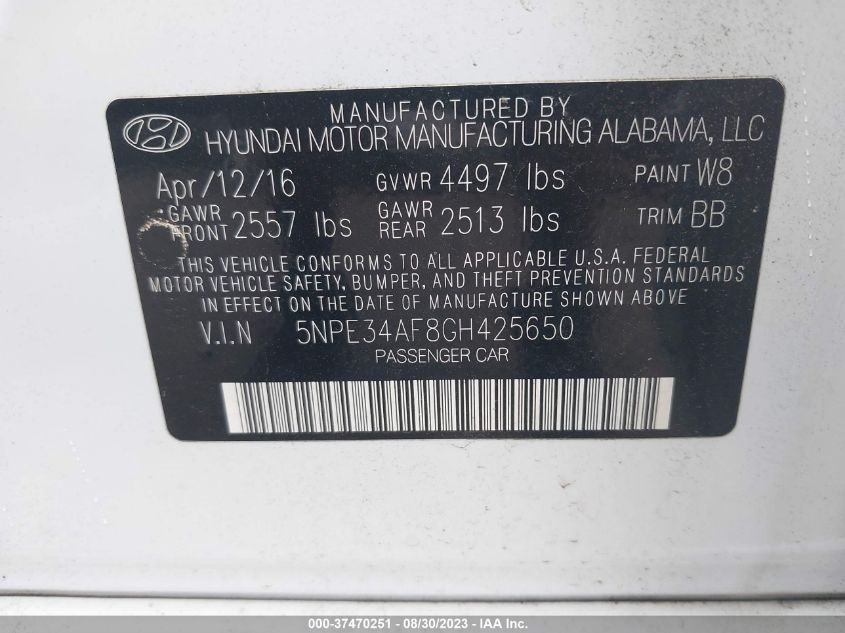 MANUFACTURED BY
HYUNDAI MOTOR MANUFACTURING ALABAMA, LLC
Apr/12/16 GVWR 4497 lbs PAINT W8
GAWR FRONT 2557 lbs GAWR REAR 2513 lbs TRIM BB
THIS VEHICLE CONFORMS TO ALL APPLICABLE U.S.A. FEDERAL
MOTOR VEHICLE SAFETY, BUMPER, AND THEFT PREVENTION STANDARDS
IN EFFECT ON THE DATE OF MANUFACTURE SHOWN ABOVE
V.I.N 5NPE34AF8GH425650
PASSENGER CAR
000-37470251 - 08/30/2023 - IAA Inc.